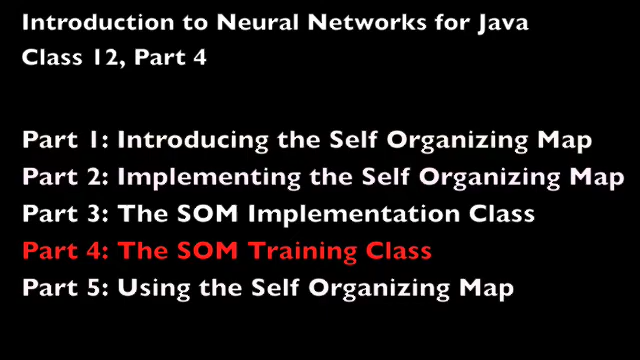 Introduction to Neural Networks for Java
Class 12, Part 4
Part 1: Introducing the Self Organizing Map
Part 2: Implementing the Self Organizing Map
Part 3: The SOM Implementation Class
Part 4: The SOM Training Class
Part 5: Using the Self Organizing Map